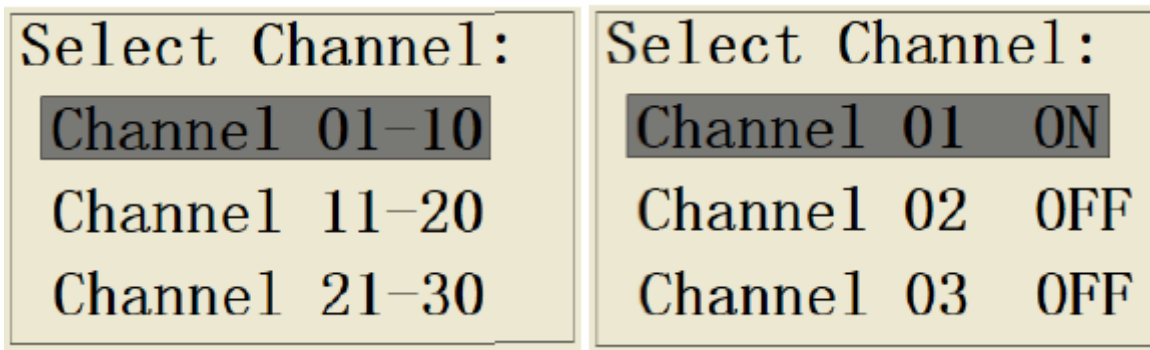 Select Channel:
Channel 01-10
Channel 11-20
Channel 21-30
Select Channel:
Channel 01 ON
Channel 02 OFF
Channel 03 OFF